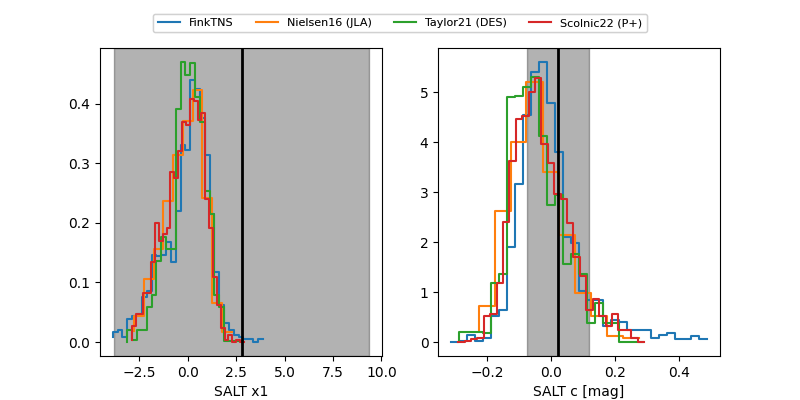 FinkTNS Nielsen16 (JLA) Taylor21 (DES) Scolnic22 (P+)
0.4
0.3
0.2
0.1
0.0
−2.5 0.0 2.5 5.0 7.5 10.0
SALT x1
5
4
3
2
1
0
−0.2 0.0 0.2 0.4
SALT c [mag]